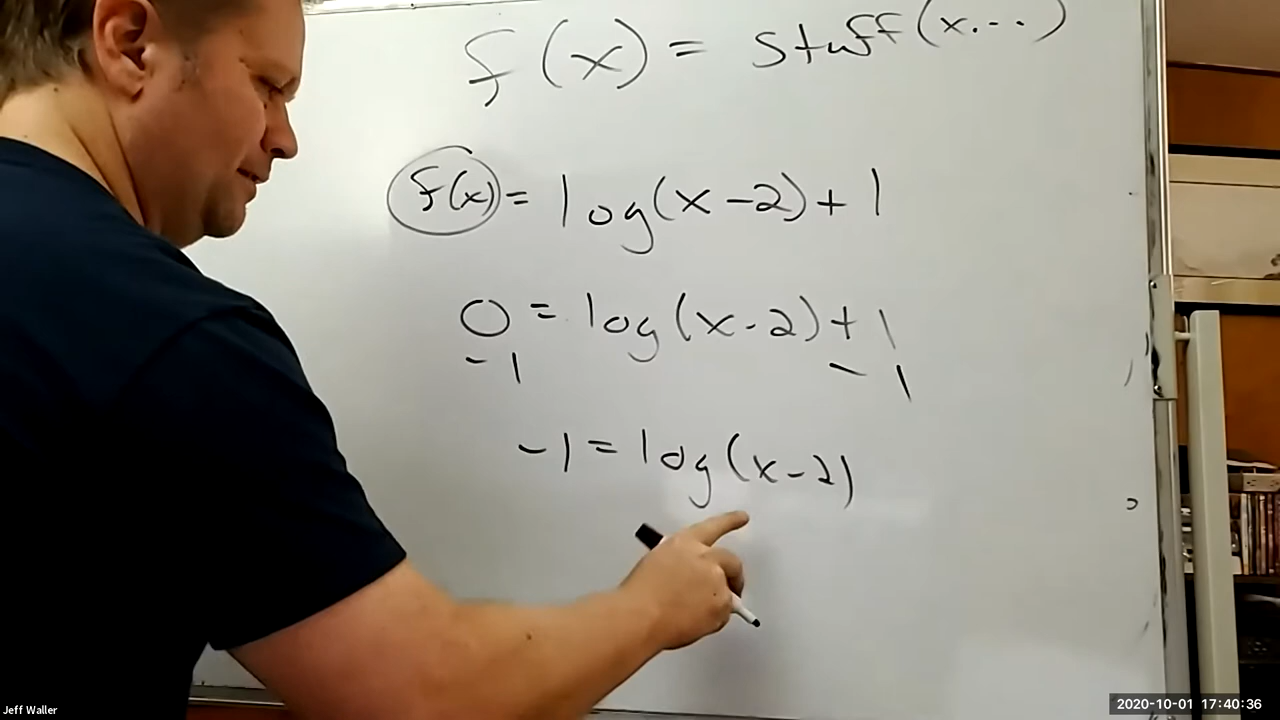 f(x) = stuff(x...)
f(x) = log(x-2)+1
0 = log(x-2)+1
-1 -1
-1 = log(x-2)
Jeff Waller
2020-10-01 17:40:36